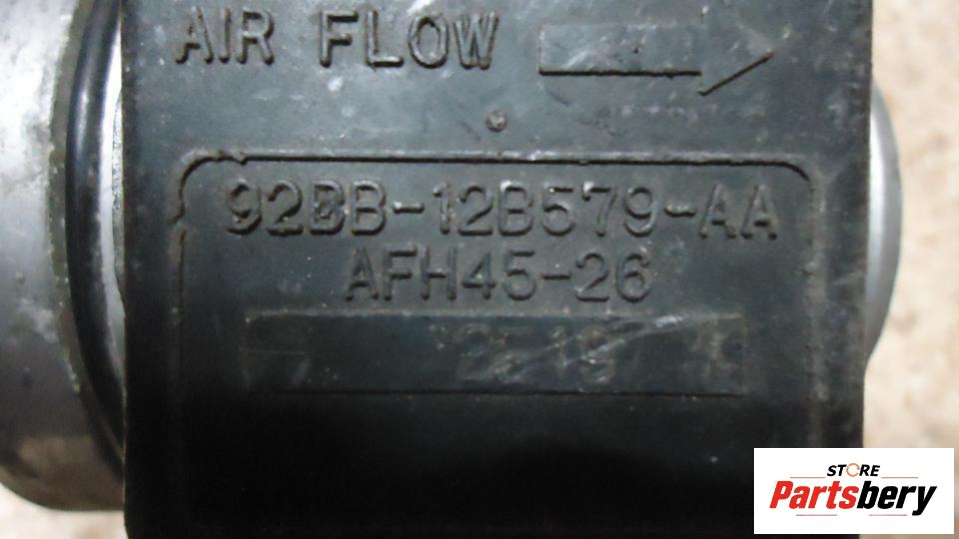 AIR FLOW
92BB-12B579-AA
AFH45-26
STORE
Partsbery